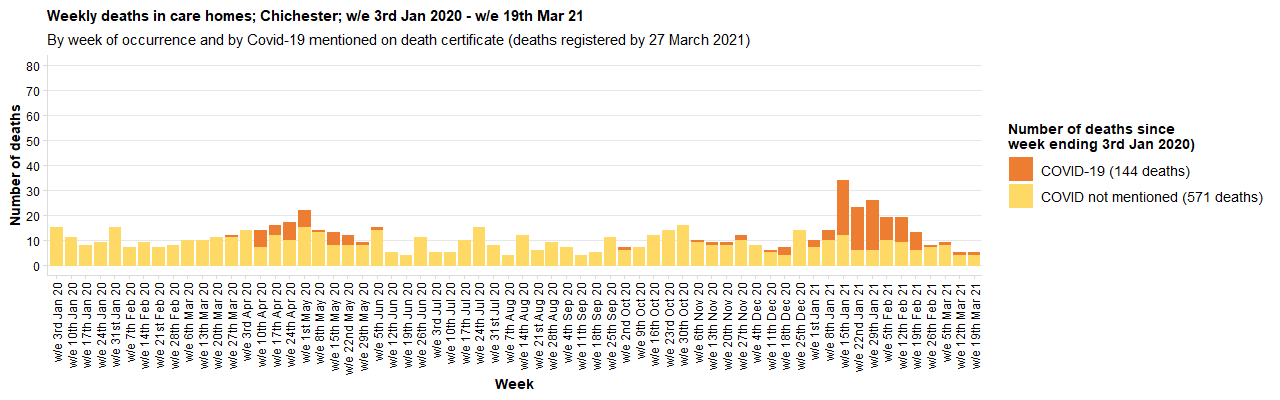 Weekly deaths in care homes; Chichester; w/e 3rd Jan 2020 - w/e 19th Mar 21
By week of occurrence and by Covid-19 mentioned on death certificate (deaths registered by 27 March 2021)
Number of deaths
80
70
60
50
40
30
20
10
0
w/e 3rd Jan 20
w/e 10th Jan 20
w/e 17th Jan 20
w/e 24th Jan 20
w/e 31st Jan 20
w/e 7th Feb 20
w/e 14th Feb 20
w/e 21st Feb 20
w/e 28th Feb 20
w/e 6th Mar 20
w/e 13th Mar 20
w/e 20th Mar 20
w/e 27th Mar 20
w/e 3rd Apr 20
w/e 10th Apr 20
w/e 17th Apr 20
w/e 24th Apr 20
w/e 1st May 20
w/e 8th May 20
w/e 15th May 20
w/e 22nd May 20
w/e 29th May 20
w/e 5th Jun 20
w/e 12th Jun 20
w/e 19th Jun 20
w/e 26th Jun 20
w/e 3rd Jul 20
w/e 10th Jul 20
w/e 17th Jul 20
w/e 24th Jul 20
w/e 31st Jul 20
w/e 7th Aug 20
w/e 14th Aug 20
w/e 21st Aug 20
w/e 28th Aug 20
w/e 4th Sep 20
w/e 11th Sep 20
w/e 18th Sep 20
w/e 25th Sep 20
w/e 2nd Oct 20
w/e 9th Oct 20
w/e 16th Oct 20
w/e 23rd Oct 20
w/e 30th Oct 20
w/e 6th Nov 20
w/e 13th Nov 20
w/e 20th Nov 20
w/e 27th Nov 20
w/e 4th Dec 20
w/e 11th Dec 20
w/e 18th Dec 20
w/e 25th Dec 20
w/e 1st Jan 21
w/e 8th Jan 21
w/e 15th Jan 21
w/e 22nd Jan 21
w/e 29th Jan 21
w/e 5th Feb 21
w/e 12th Feb 21
w/e 19th Feb 21
w/e 26th Feb 21
w/e 5th Mar 21
w/e 12th Mar 21
w/e 19th Mar 21
Week
Number of deaths since
week ending 3rd Jan 2020)
COVID-19 (144 deaths)
COVID not mentioned (571 deaths)